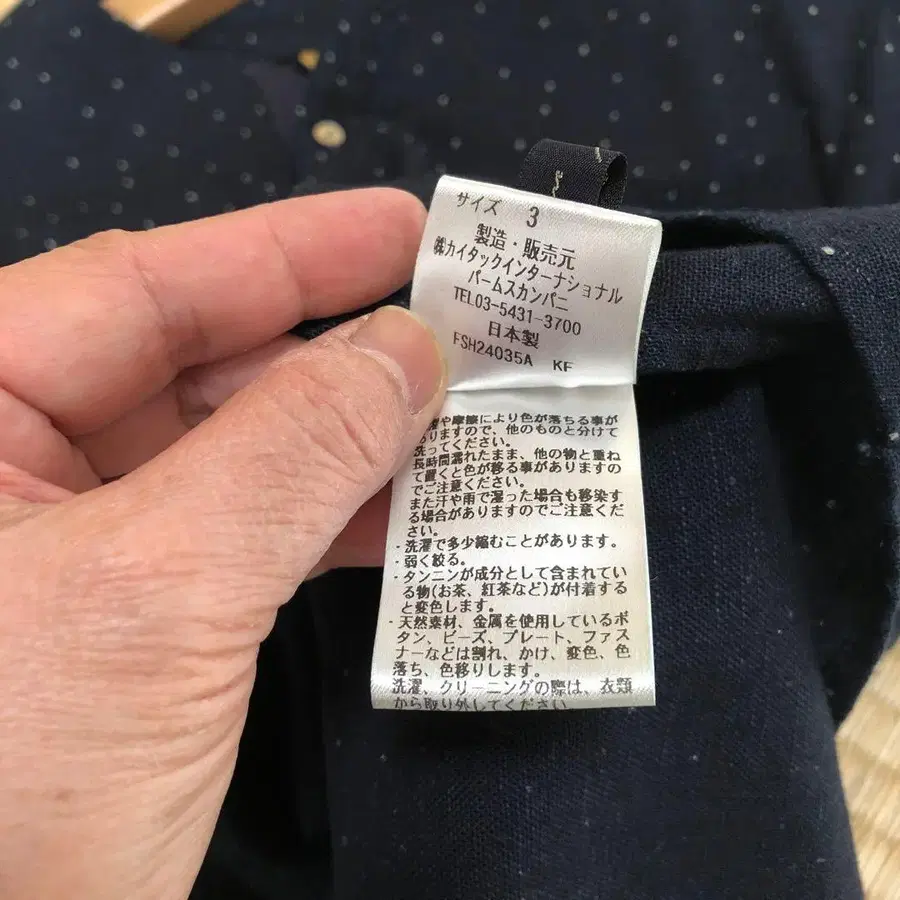 サイズ 3
製造・販売元
㈱カイタックインターナショナル
パームスカンパニ
TEL03-5431-3700
日本製
FSH24035A KF
や摩擦により色が落ちる事が
ありますので、他のものと分けて
洗ってください。
長時間濡れたまま、他の物と重ね
て置くと色が移る事がありますの
でご注意ください。
また汗や雨で湿った場合も移染す
る場合がありますのでご注意くだ
さい。
・洗濯で多少縮むことがあります。
・弱く絞る。
・タンニンが成分として含まれてい
る物(お茶、紅茶など)が付着する
と変色します。
・天然素材、金属を使用しているボ
タン、ビーズ、プレート、ファス
ナーなどは割れ、かけ、変色、色
落ち、色移りします。
洗濯、クリーニングの際は、衣類
から取り外してください